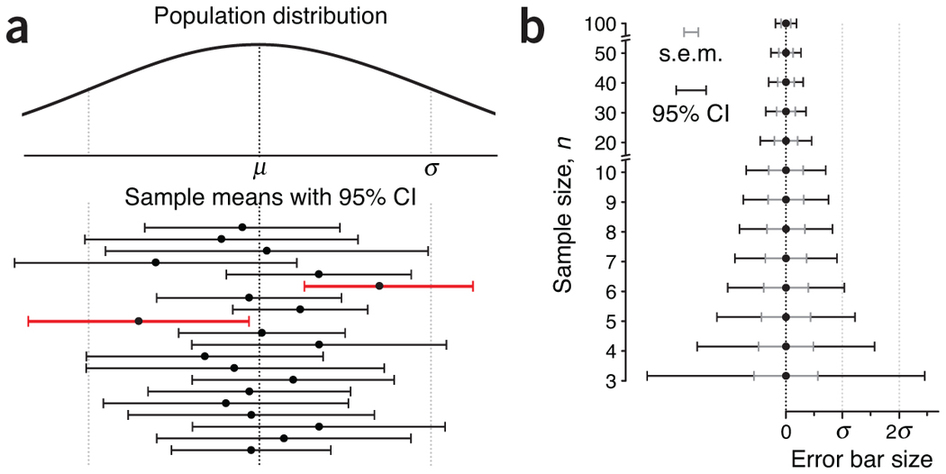 a
Population distribution
μ
σ
Sample means with 95% CI
b
100
50
40
30
20
10
9
8
7
6
5
4
3
Sample size, n
s.e.m.
95% CI
0
σ
2σ
Error bar size